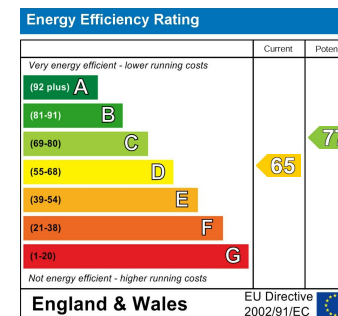 Energy Efficiency Rating
Current Poten
Very energy efficient - lower running costs
(92 plus) A
(81-91) B
(69-80) C 77
(55-68) D 65
(39-54) E
(21-38) F
(1-20) G
Not energy efficient - higher running costs
England & Wales
EU Directive
2002/91/EC